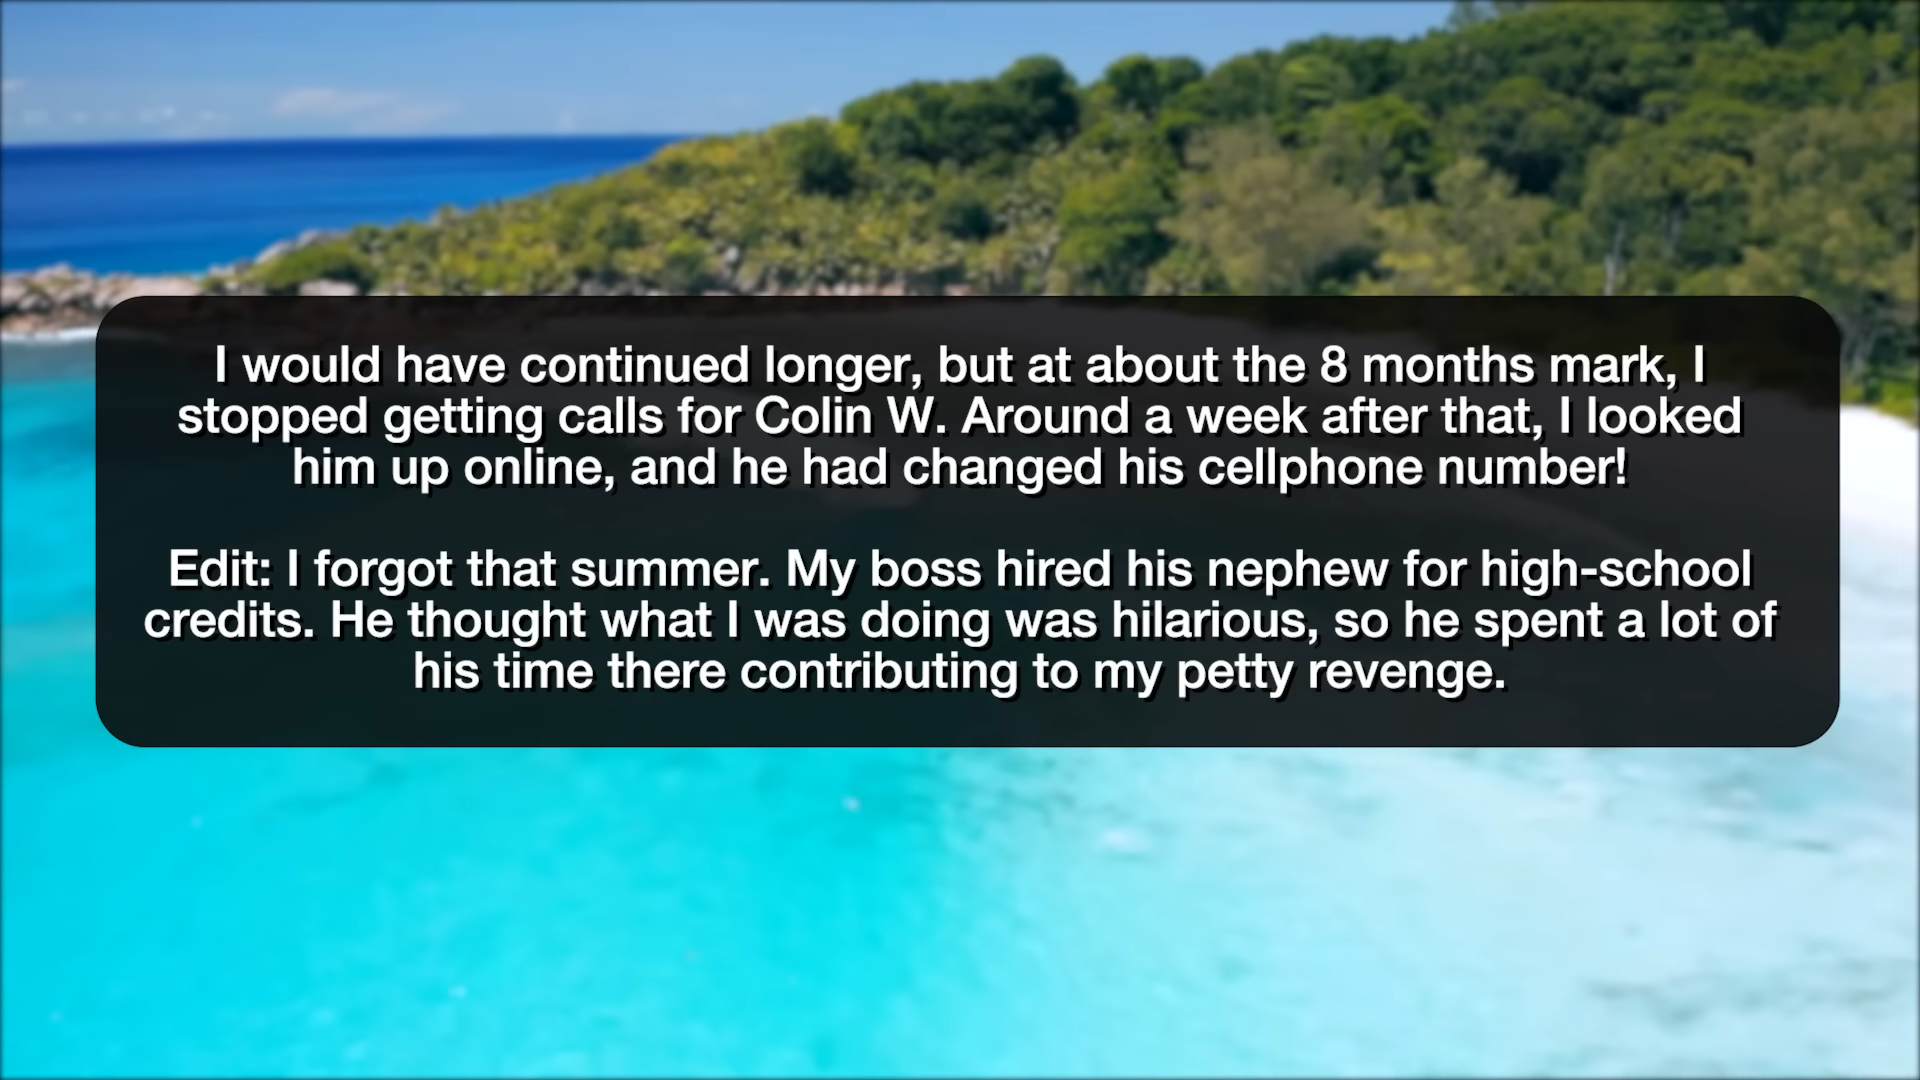 I would have continued longer, but at about the 8 months mark, I
stopped getting calls for Colin W. Around a week after that, I looked
him up online, and he had changed his cellphone number!
Edit: I forgot that summer. My boss hired his nephew for high-school
credits. He thought what I was doing was hilarious, so he spent a lot of
his time there contributing to my petty revenge.